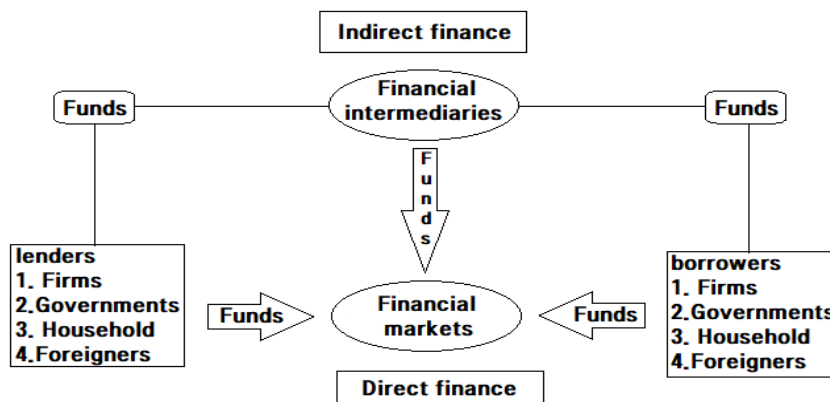 Indirect finance
Funds
Financial
intermediaries
Funds
Funds
lenders
1. Firms
2.Governments
3. Household
4.Foreigners
Funds
Financial
markets
Funds
borrowers
1. Firms
2.Governments
3. Household
4.Foreigners
Direct finance